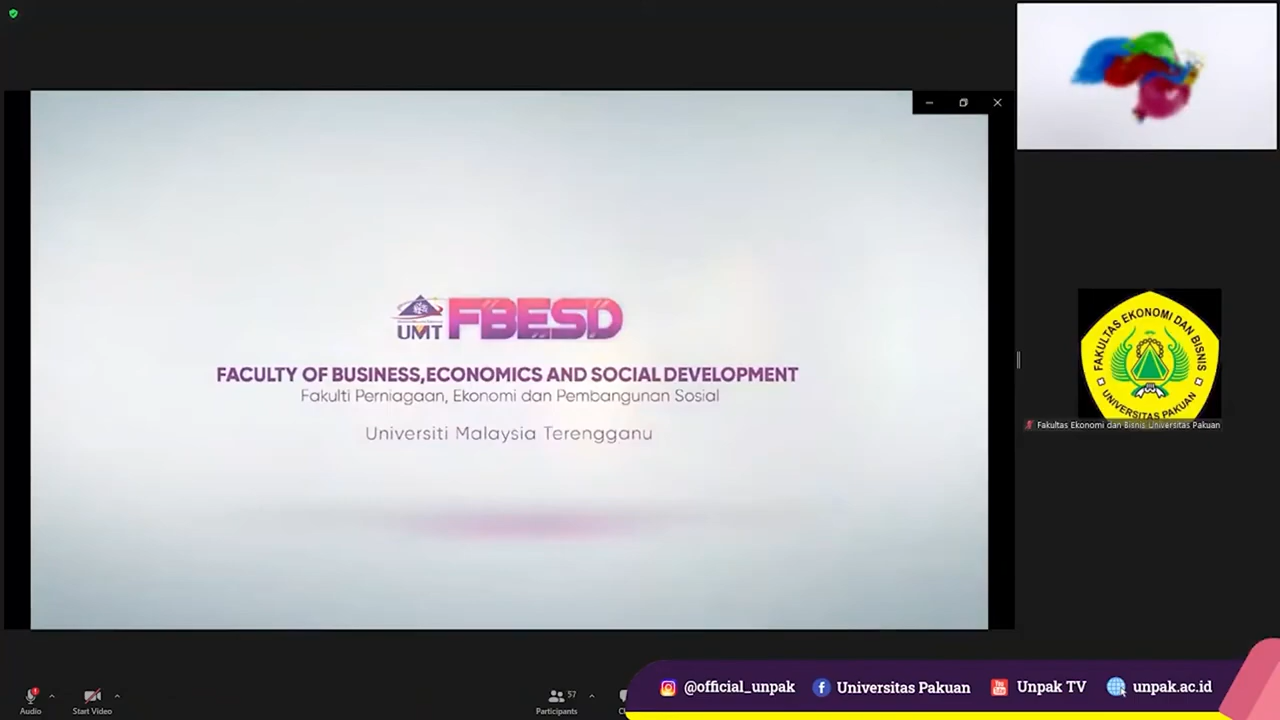 UMT FBESD
FACULTY OF BUSINESS,ECONOMICS AND SOCIAL DEVELOPMENT
Fakulti Perniagaan, Ekonomi dan Pembangunan Sosial
Universiti Malaysia Terengganu
FAKULTAS EKONOMI DAN BISNIS
UNIVERSITAS PAKUAN
Fakultas Ekonomi dan Bisnis Universitas Pakuan
Audio
Start Video
57
Participants
@official_unpak
Universitas Pakuan
You Tube
Unpak TV
unpak.ac.id